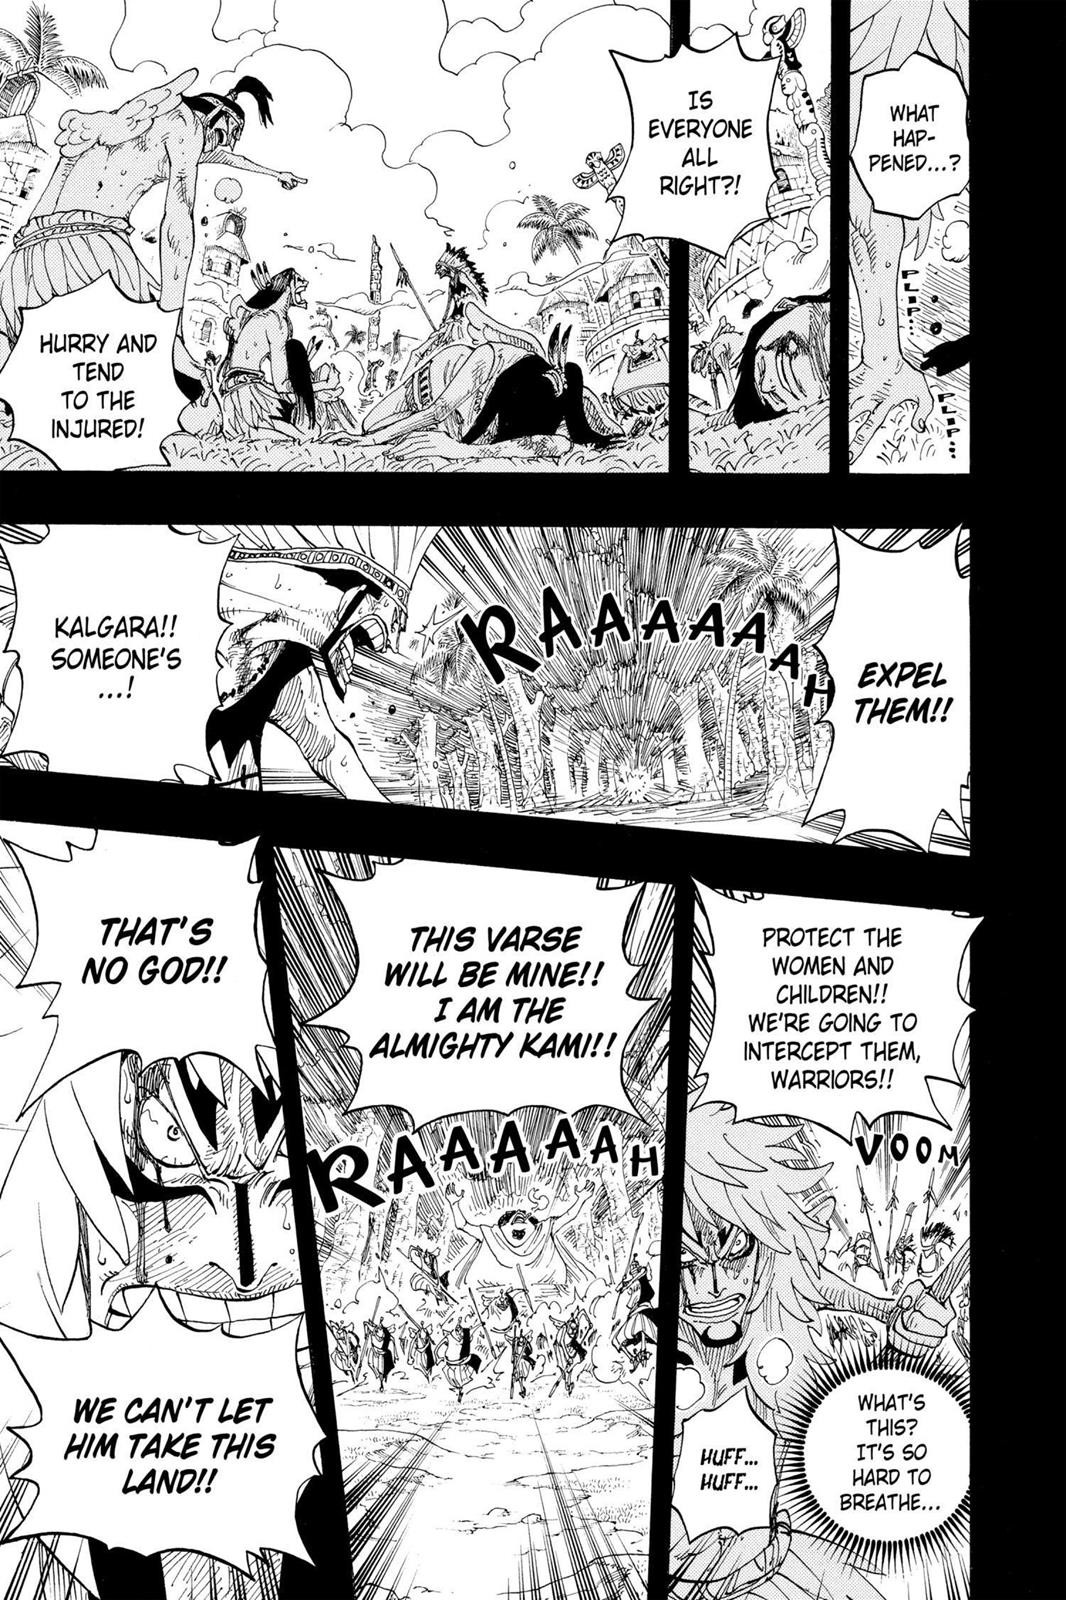 WHAT
HAP-
PENED...?
PLIP...
PLIP...
IS
EVERYONE
ALL
RIGHT?!
HURRY AND
TEND
TO THE
INJURED!
EXPEL
THEM!!
RAAAAAAH
KALGARA!!
SOMEONE'S
...!
PROTECT THE
WOMEN AND
CHILDREN!!
WE'RE GOING TO
INTERCEPT THEM,
WARRIORS!!
VOOM
WHAT'S
THIS?
IT'S SO
HARD TO
BREATHE...
HUFF...
HUFF...
THIS VARSE
WILL BE MINE!!
I AM THE
ALMIGHTY KAMI!!
RAAAAAAH
THAT'S
NO GOD!!
WE CAN'T LET
HIM TAKE THIS
LAND!!